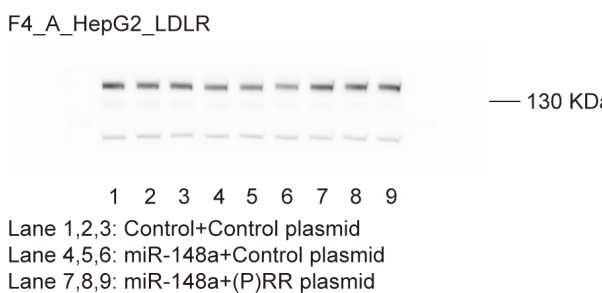 F4_A_HepG2_LDLR
130 KDa
1 2 3 4 5 6 7 8 9
Lane 1,2,3: Control+Control plasmid
Lane 4,5,6: miR-148a+Control plasmid
Lane 7,8,9: miR-148a+(P)RR plasmid